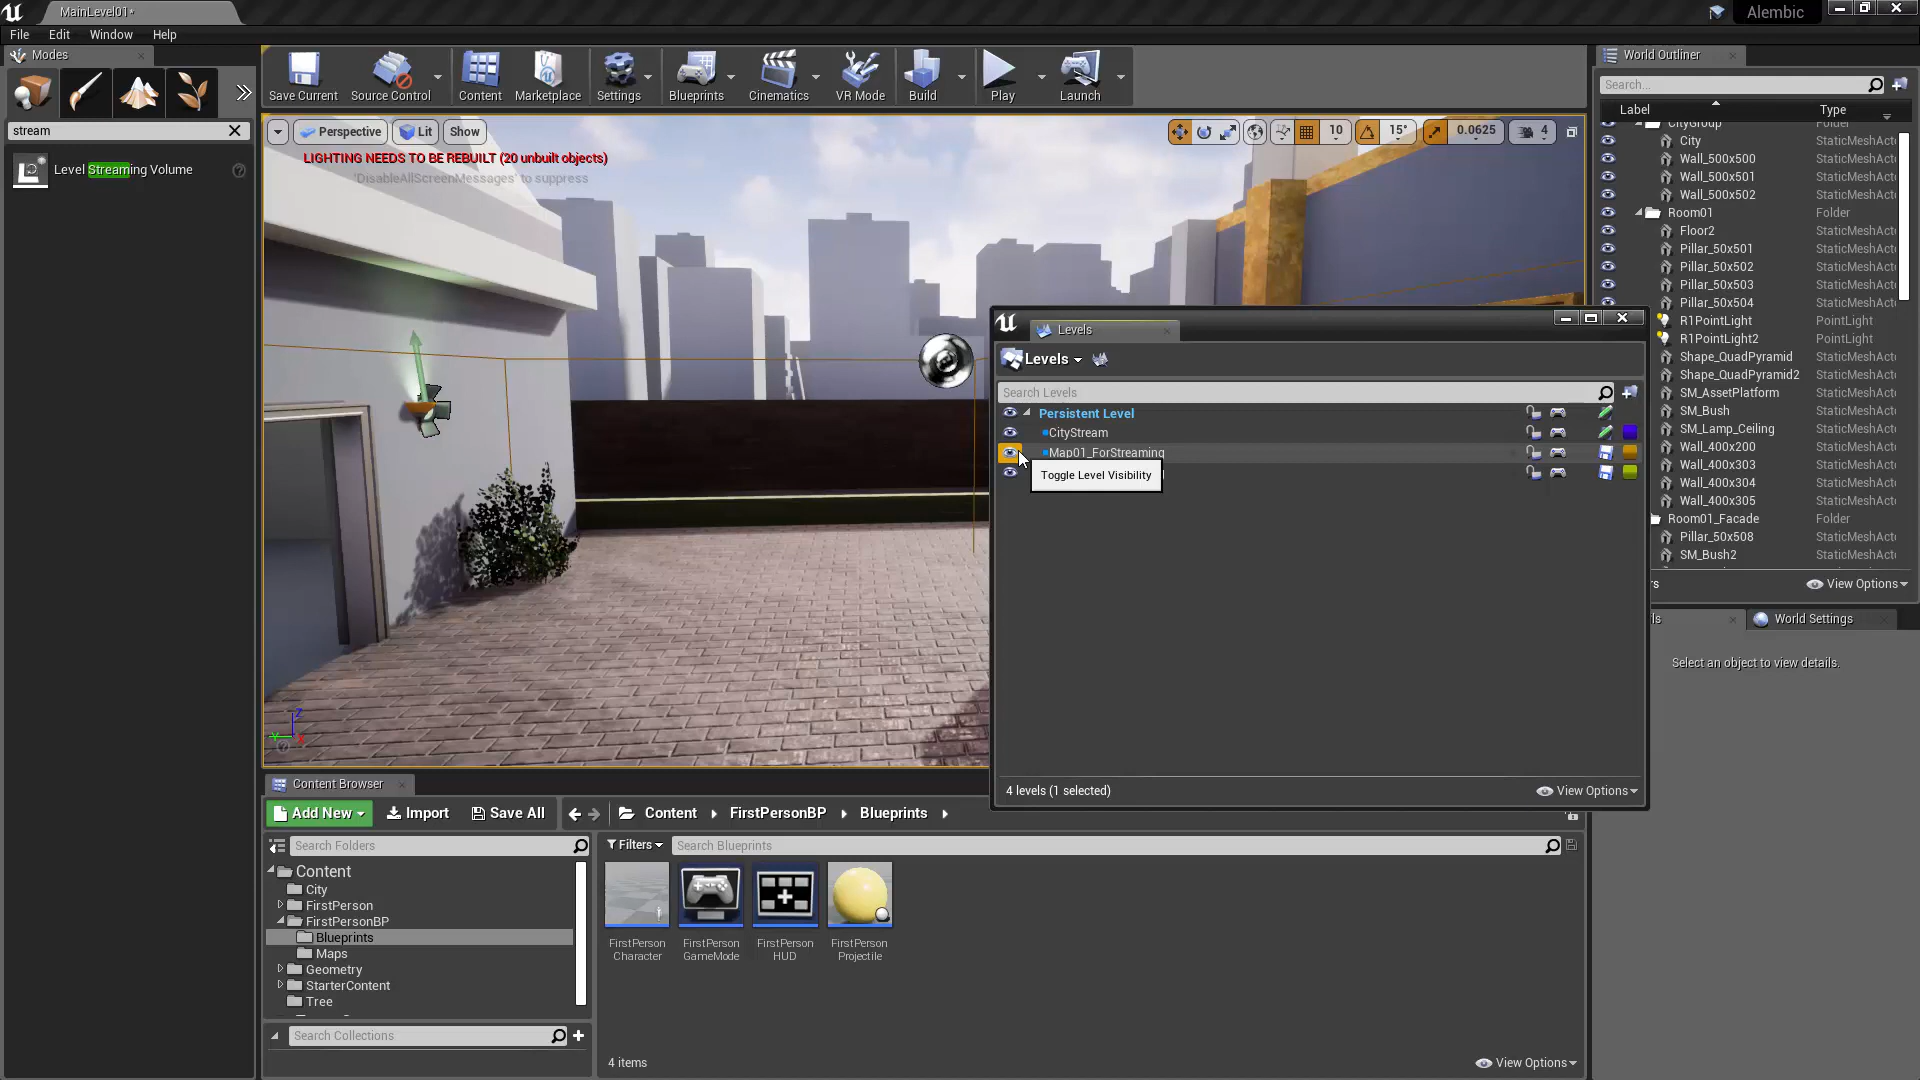 MainLevel01*
Alembic
File Edit Window Help
Modes
Save Current
Source Control
Content
Marketplace
Settings
Blueprints
Cinematics
VR Mode
Build
Play
Launch
stream
Level Streaming Volume
Perspective
Lit
Show
10
15°
0.0625
4
LIGHTING NEEDS TO BE REBUILT (20 unbuilt objects)
'DisableAllScreenMessages' to suppress
World Outliner
Search...
Label Type
CityGroup Folder
City StaticMeshActo
Wall_500x500 StaticMeshActo
Wall_500x501 StaticMeshActo
Wall_500x502 StaticMeshActo
Room01 Folder
Floor2 StaticMeshActo
Pillar_50x501 StaticMeshActo
Pillar_50x502 StaticMeshActo
Pillar_50x503 StaticMeshActo
Pillar_50x504 StaticMeshActo
R1PointLight PointLight
R1PointLight2 PointLight
Shape_QuadPyramid StaticMeshActo
Shape_QuadPyramid2 StaticMeshActo
SM_AssetPlatform StaticMeshActo
SM_Bush StaticMeshActo
SM_Lamp_Ceiling StaticMeshActo
Wall_400x200 StaticMeshActo
Wall_400x303 StaticMeshActo
Wall_400x304 StaticMeshActo
Wall_400x305 StaticMeshActo
Room01_Facade Folder
Pillar_50x508 StaticMeshActo
SM_Bush2 StaticMeshActo
rs
View Options
ls
World Settings
Select an object to view details.
Levels
Levels
Search Levels
Persistent Level
CityStream
Map01_ForStreaming
Toggle Level Visibility
4 levels (1 selected)
View Options
Z
Y
X
Content Browser
Add New
Import
Save All
Content
FirstPersonBP
Blueprints
Search Folders
Filters
Search Blueprints
Content
City
FirstPerson
FirstPersonBP
Blueprints
Maps
Geometry
StarterContent
Tree
FirstPerson
Character
FirstPerson
GameMode
FirstPerson
HUD
FirstPerson
Projectile
Search Collections
4 items
View Options